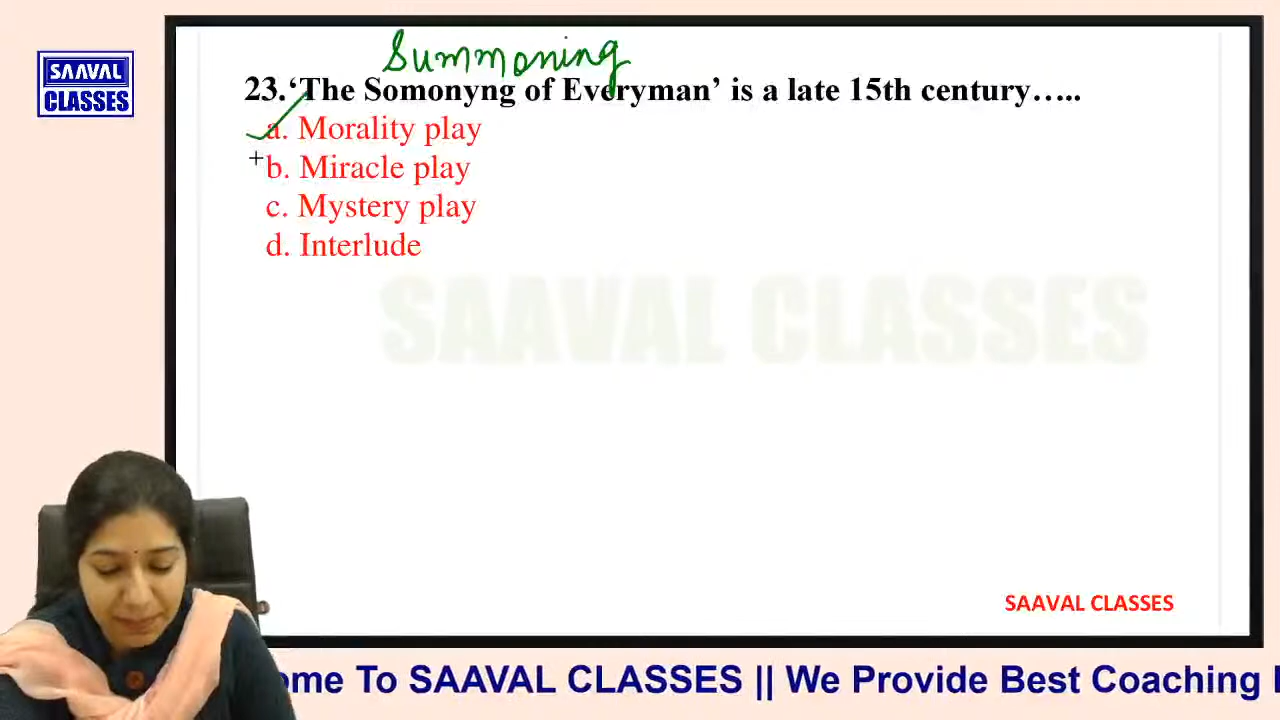 SAAVAL
CLASSES
Summoning
23.‘The Somonyng of Everyman’ is a late 15th century…..
a. Morality play
b. Miracle play
c. Mystery play
d. Interlude
SAAVAL CLASSES
SAAVAL CLASSES
ome To SAAVAL CLASSES || We Provide Best Coaching